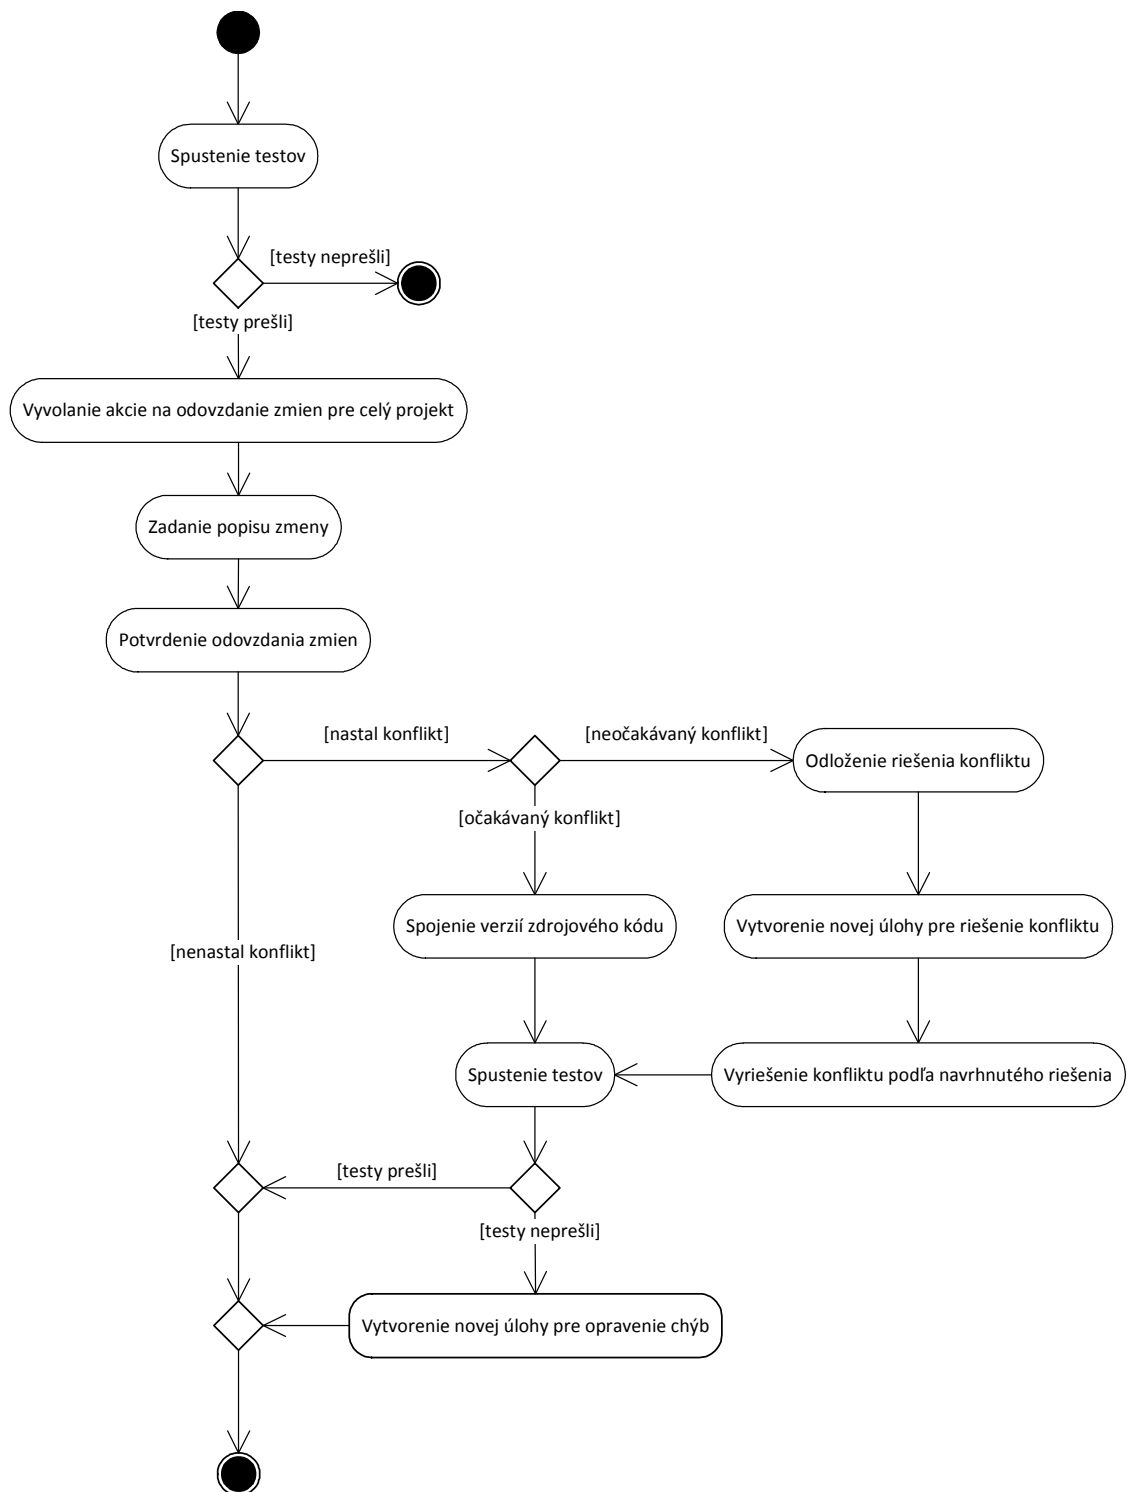 Spustenie testov
[testy neprešli]
[testy prešli]
Vyvolanie akcie na odovzdanie zmien pre celý projekt
Zadanie popisu zmeny
Potvrdenie odovzdania zmien
[nastal konflikt]
[neočakávaný konflikt]
Odloženie riešenia konfliktu
[očakávaný konflikt]
Spojenie verzií zdrojového kódu
Vytvorenie novej úlohy pre riešenie konfliktu
[nenastal konflikt]
Spustenie testov
Vyriešenie konfliktu podľa navrhnutého riešenia
[testy prešli]
[testy neprešli]
Vytvorenie novej úlohy pre opravenie chýb